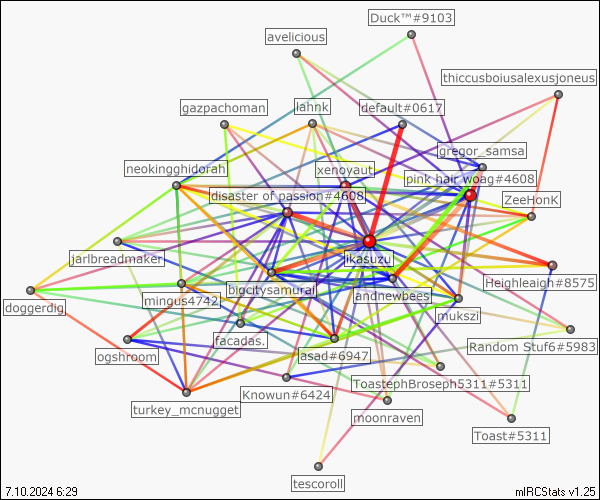 Duck™#9103
avelicious
thiccusboiusalexusjoneus
gazpachoman
lahnk
default#0617
gregor_samsa
neokingghidorah
xenoyaut
pink hair woag#4608
disaster of passion#4608
ZeeHonK
jarlbreadmaker
ikasuzu
Heighleaigh#8575
doggerdig
mingus4742
bigcitysamurai
andnewbees
mukszi
facadas.
Random Stuf6#5983
ogshroom
lasad#6947
ToastephBroseph5311#5311
turkey_mcnugget
Knowun#6424
moonraven
Toast#5311
tescoroll
7.10.2024 6:29
mIRCStats v1.25